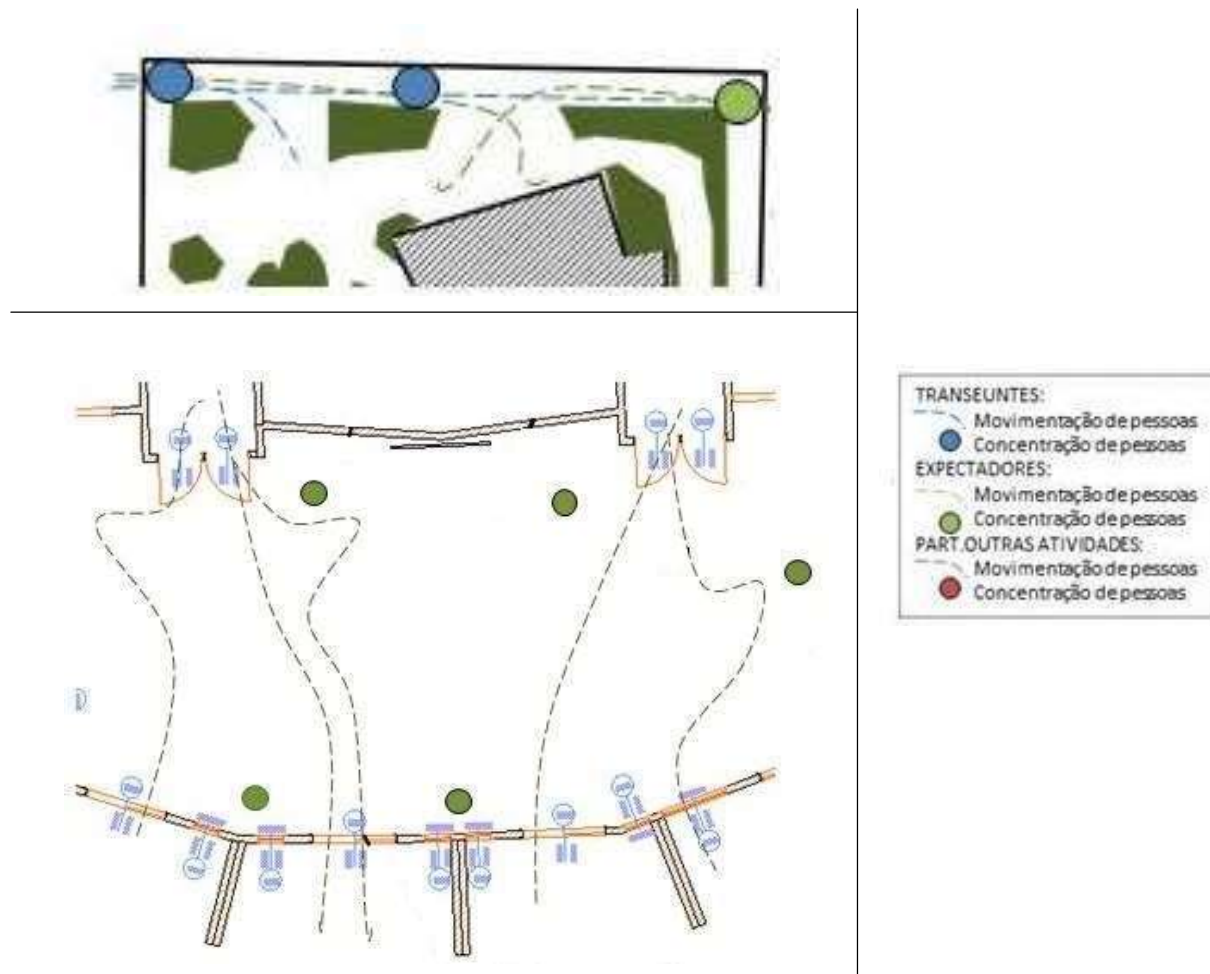 TRANSEUNTES:
Movimentação de pessoas
Concentração de pessoas
EXPECTADORES:
Movimentação de pessoas
Concentração de pessoas
PART.OUTRAS ATIVIDADES:
Movimentação de pessoas
Concentração de pessoas